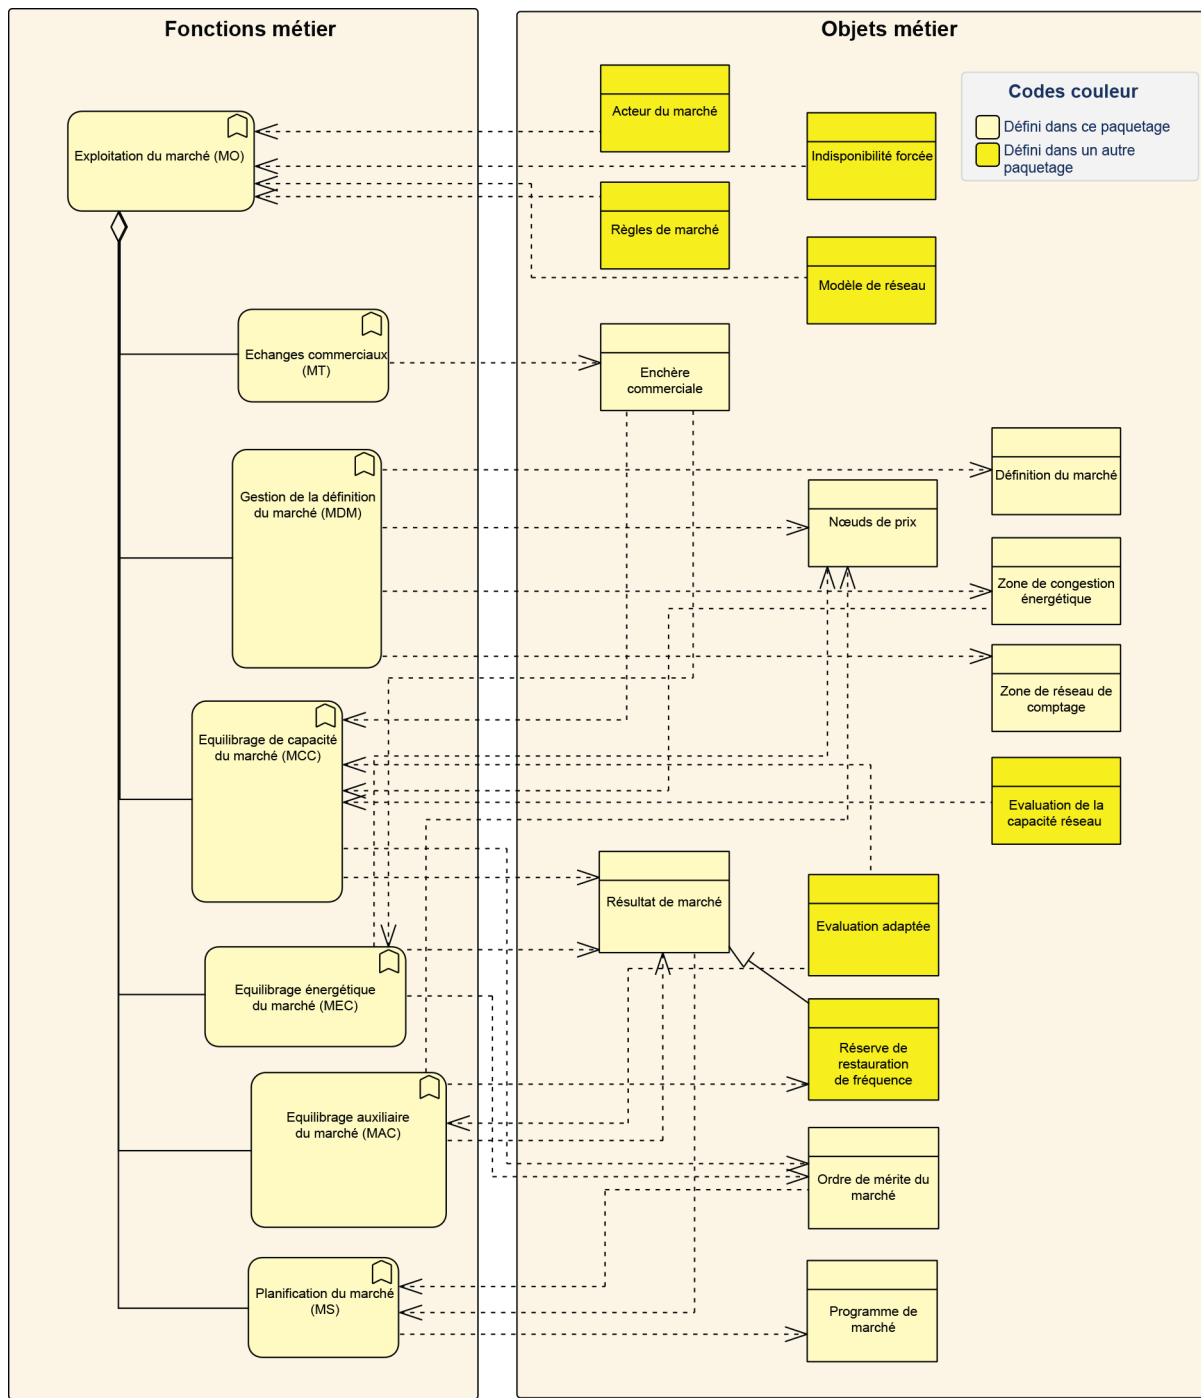 Fonctions métier
Exploitation du marché (MO)
Echanges commerciaux
(MT)
Gestion de la définition
du marché (MDM)
Equilibrage de capacité
du marché (MCC)
Equilibrage énergétique
du marché (MEC)
Equilibrage auxiliaire
du marché (MAC)
Planification du marché
(MS)
Objets métier
Codes couleur
Défini dans ce paquetage
Défini dans un autre
paquetage
Acteur du marché
Indisponibilité forcée
Règles de marché
Modèle de réseau
Enchère
commerciale
Définition du marché
Nœuds de prix
Zone de congestion
énergétique
Zone de réseau de
comptage
Evaluation de la
capacité réseau
Résultat de marché
Evaluation adaptée
Réserve de
restauration
de fréquence
Ordre de mérite du
marché
Programme de
marché